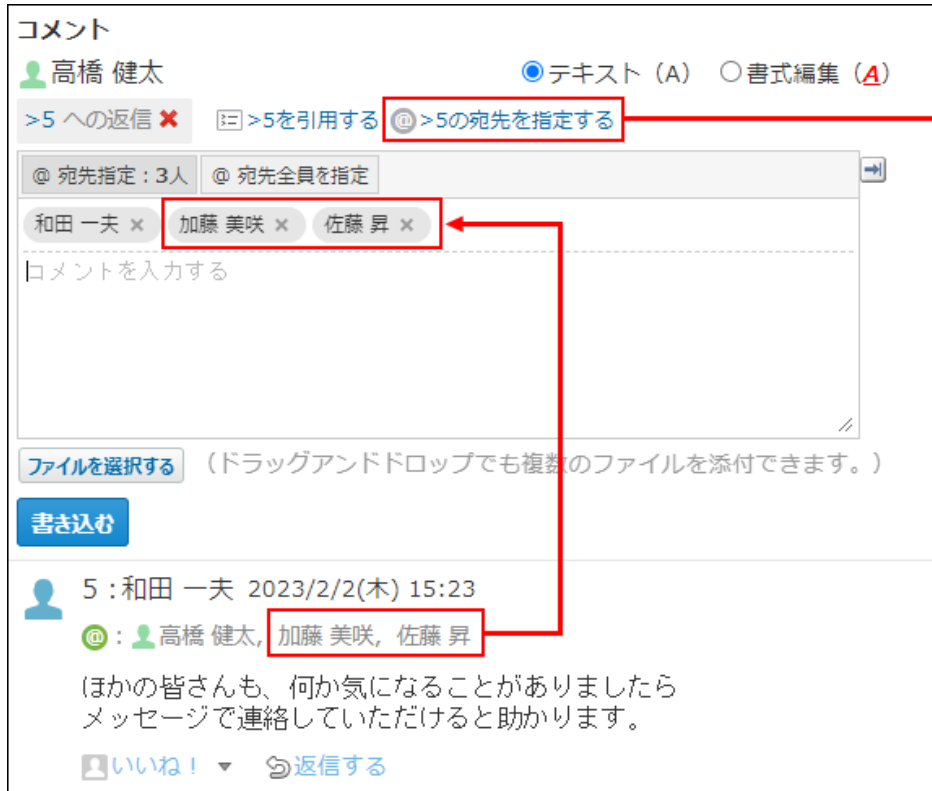 コメント
高橋 健太 テキスト（A） 書式編集（A）
>5 への返信 >5を引用する @>5の宛先を指定する
@ 宛先指定：3人 @ 宛先全員を指定
和田 一夫 × 加藤 美咲 × 佐藤 昇 ×
コメントを入力する
ファイルを選択する （ドラッグアンドドロップでも複数のファイルを添付できます。）
書き込む
5：和田 一夫 2023/2/2(木) 15:23
@：高橋 健太, 加藤 美咲, 佐藤 昇
ほかの皆さんも、何か気になることがありましたら
メッセージで連絡していただけると助かります。
いいね！ ▼ 返信する